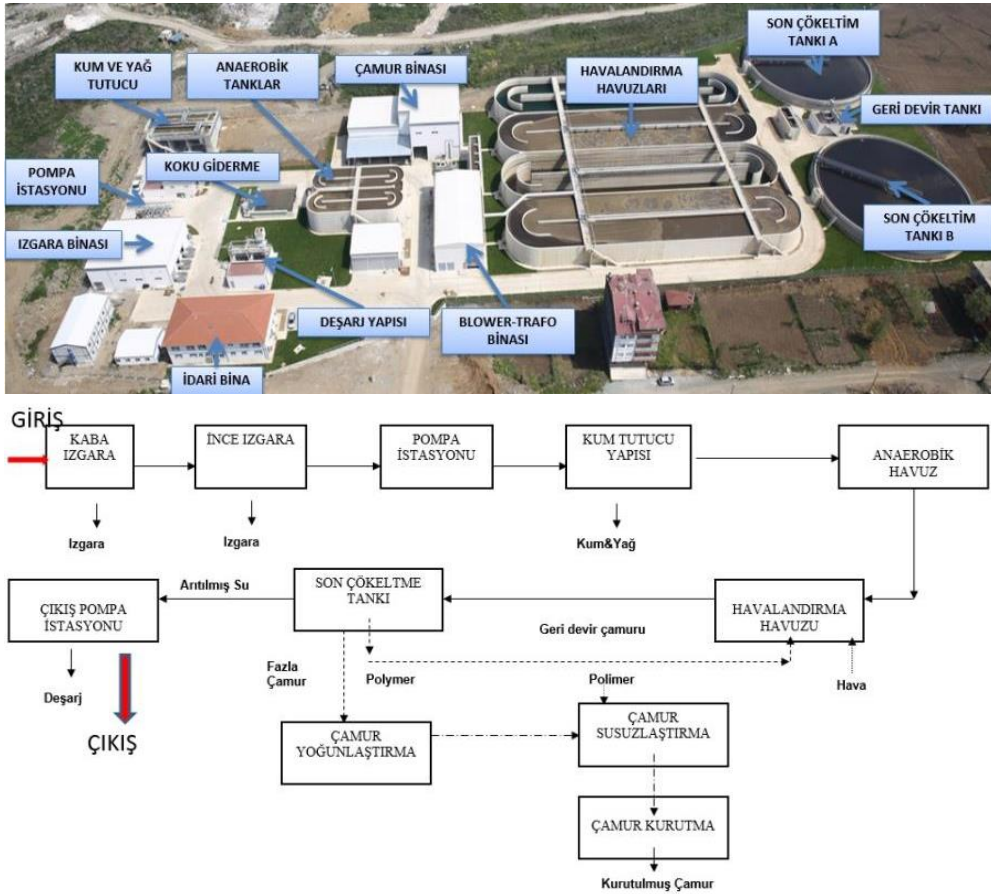 KUM VE YAĞ
TUTUCU
ANAEROBİK
TANKLAR
ÇAMUR BİNASI
HAVALANDIRMA
HAVUZLARI
SON ÇÖKELTİM
TANKI A
GERİ DEVİR TANKI
POMPA
İSTASYONU
KOKU GİDERME
IZGARA BİNASI
SON ÇÖKELTİM
TANKI B
DEŞARJ YAPISI
BLOWER-TRAFO
BİNASI
İDARİ BİNA
GİRİŞ
KABA
IZGARA
İNCE IZGARA
POMPA
İSTASYONU
KUM TUTUCU
YAPISI
ANAEROBİK
HAVUZ
Izgara
Izgara
Kum&Yağ
Arıtılmış Su
SON ÇÖKELTME
TANKI
ÇIKIŞ POMPA
İSTASYONU
HAVALANDIRMA
HAVUZU
Geri devir çamuru
Fazla
Çamur
Polymer
Polimer
Hava
Deşarj
ÇIKIŞ
ÇAMUR
YOĞUNLAŞTIRMA
ÇAMUR
SUSUZLAŞTIRMA
ÇAMUR KURUTMA
Kurutulmuş Çamur